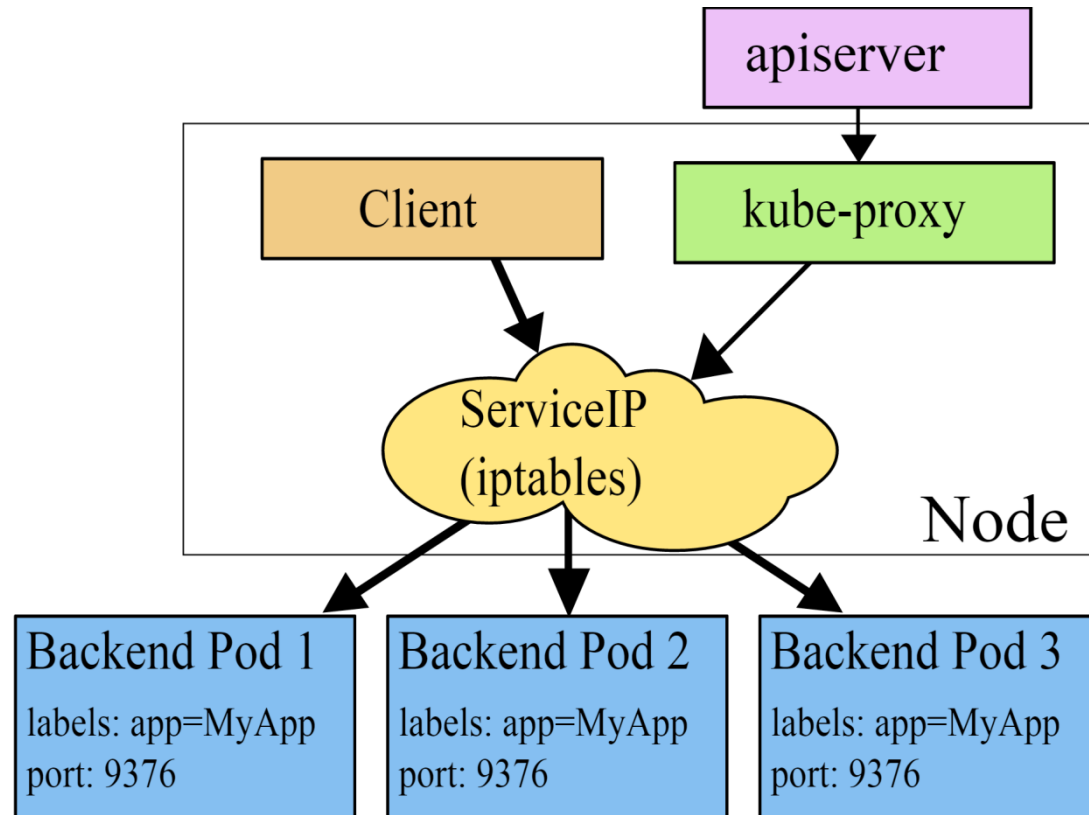 apiserver
Client
kube-proxy
ServiceIP
(iptables)
Node
Backend Pod 1
labels: app=MyApp
port: 9376
Backend Pod 2
labels: app=MyApp
port: 9376
Backend Pod 3
labels: app=MyApp
port: 9376